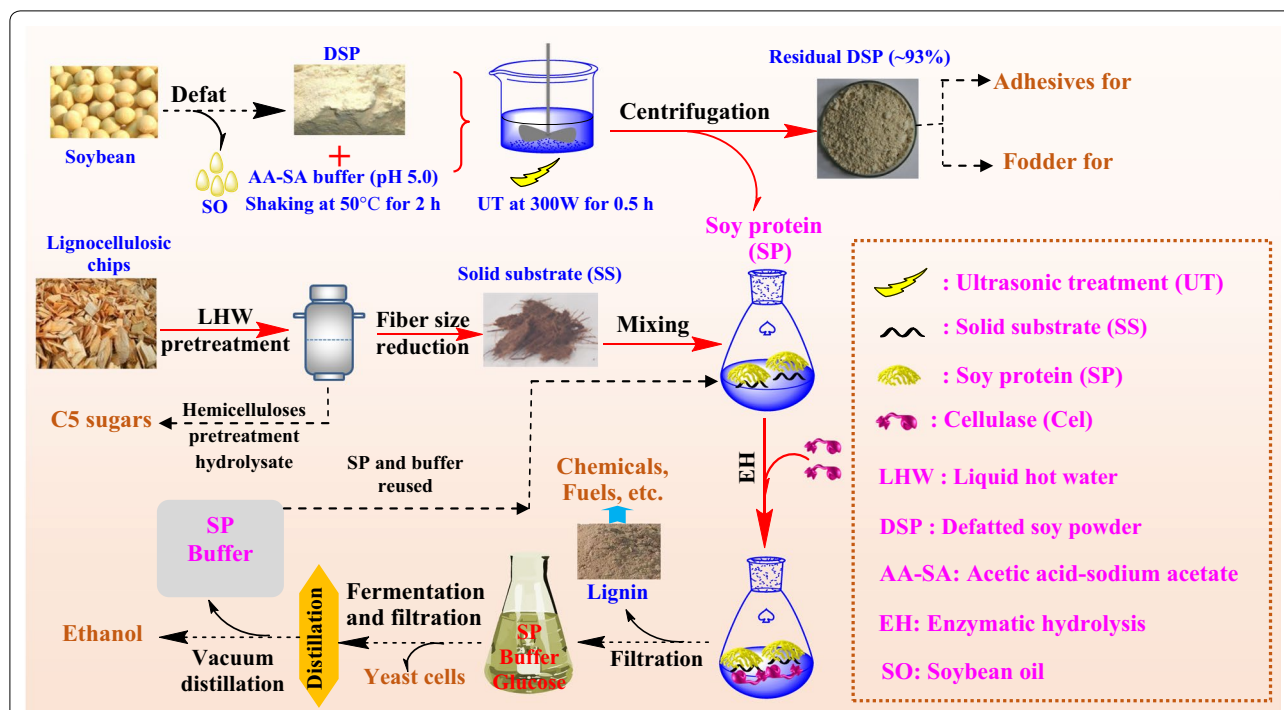 DSP
Residual DSP (~93%)
Defat
Centrifugation
Adhesives for
Soybean
SO
+
AA-SA buffer (pH 5.0)
Shaking at 50°C for 2 h
UT at 300W for 0.5 h
Fodder for
Soy protein
(SP)
Lignocellulosic
chips
LHW
pretreatment
Fiber size
reduction
Solid substrate (SS)
Mixing
C5 sugars
Hemicelluloses
pretreatment
hydrolysate
SP and buffer
reused
EH
Chemicals,
Fuels, etc.
Lignin
SP
Buffer
Ethanol
Vacuum
distillation
Distillation
Fermentation
and filtration
Yeast cells
SP
Buffer
Glucose
Filtration
: Ultrasonic treatment (UT)
: Solid substrate (SS)
: Soy protein (SP)
: Cellulase (Cel)
LHW : Liquid hot water
DSP : Defatted soy powder
AA-SA: Acetic acid-sodium acetate
EH: Enzymatic hydrolysis
SO: Soybean oil